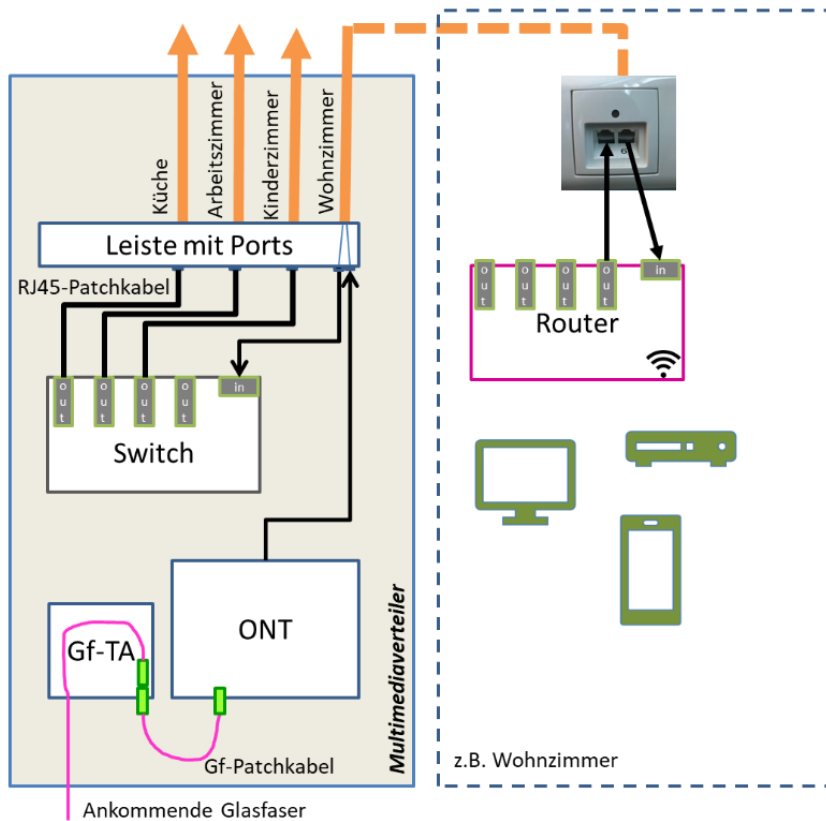 Küche
Arbeitszimmer
Kinderzimmer
Wohnzimmer
Leiste mit Ports
RJ45-Patchkabel
out
out
out
out
in
Switch
out
out
out
out
in
Router
ONT
Gf-TA
Multimediaverteiler
Gf-Patchkabel
z.B. Wohnzimmer
Ankommende Glasfaser